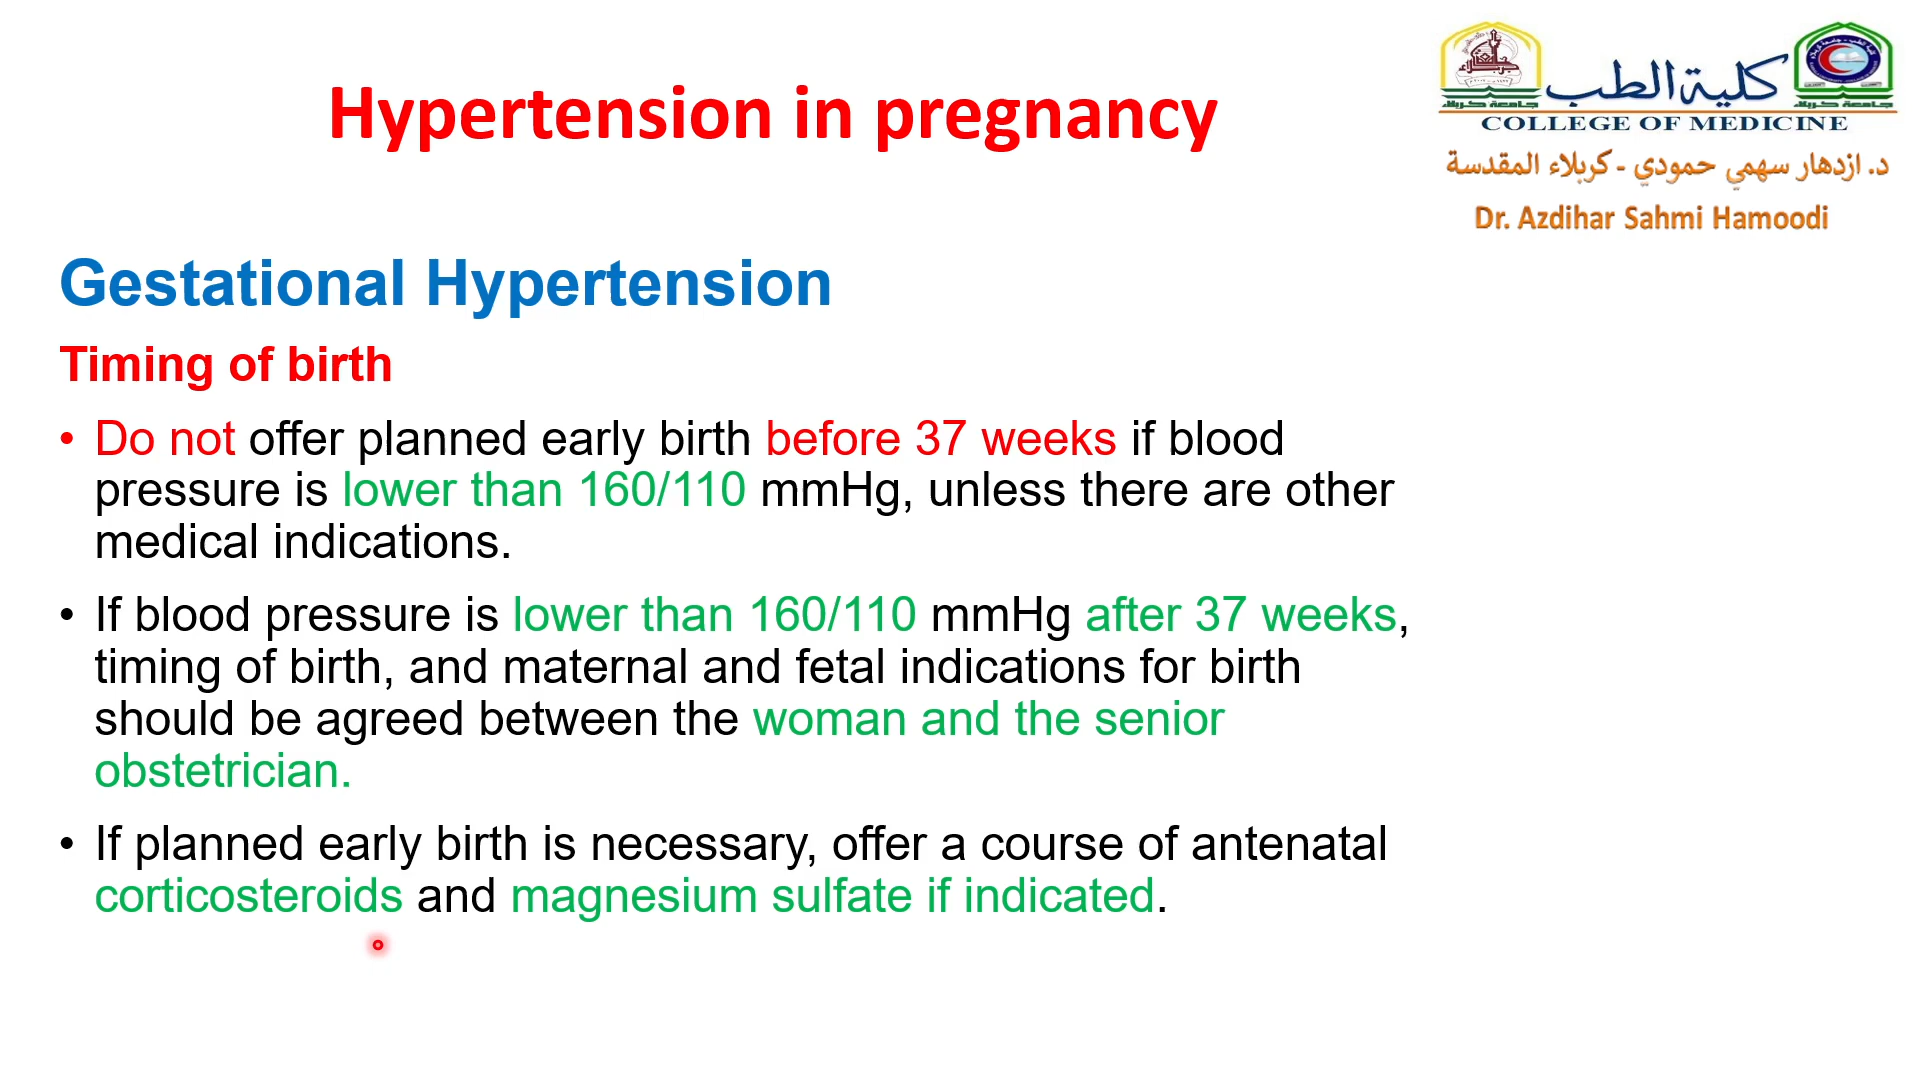 Hypertension in pregnancy
كلية الطب
جامعة كربلاء
جامعة كربلاء
COLLEGE OF MEDICINE
د. ازدهار سهمي حمودي - كربلاء المقدسة
Dr. Azdihar Sahmi Hamoodi
Gestational Hypertension
Timing of birth
• Do not offer planned early birth before 37 weeks if blood
pressure is lower than 160/110 mmHg, unless there are other
medical indications.
• If blood pressure is lower than 160/110 mmHg after 37 weeks,
timing of birth, and maternal and fetal indications for birth
should be agreed between the woman and the senior
obstetrician.
• If planned early birth is necessary, offer a course of antenatal
corticosteroids and magnesium sulfate if indicated.